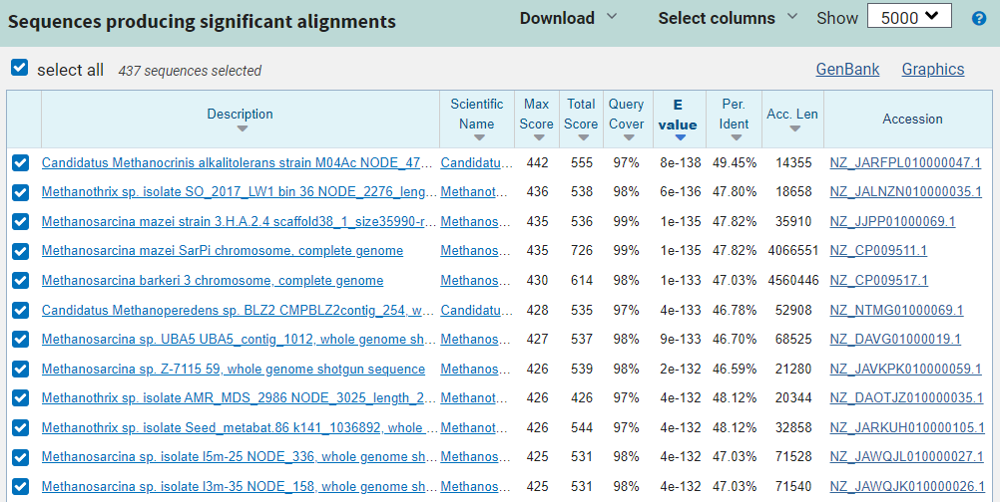 Sequences producing significant alignments Download Select columns Show 5000 ?
select all 437 sequences selected GenBank Graphics
Description Scientific Name Max Score Total Score Query Cover E value Per. Ident Acc. Len Accession
Candidatus Methanocrinis alkalitolerans strain M04Ac NODE_47... Candidatu... 442 555 97% 8e-138 49.45% 14355 NZ_JARFPL010000047.1
Methanothrix sp. isolate SO_2017_LW1 bin 36 NODE_2276_leng... Methanot... 436 538 98% 6e-136 47.80% 18658 NZ_JALNZN010000035.1
Methanosarcina mazei strain 3.H.A.2.4 scaffold38_1_size35990-r... Methanos... 435 536 99% 1e-135 47.82% 35910 NZ_JJPP01000069.1
Methanosarcina mazei SarPi chromosome, complete genome Methanos... 435 726 99% 1e-135 47.82% 4066551 NZ_CP009511.1
Methanosarcina barkeri 3 chromosome, complete genome Methanos... 430 614 98% 1e-133 47.03% 4560446 NZ_CP009517.1
Candidatus Methanoperedens sp. BLZ2 CMPBLZ2contig_254, w... Candidatu... 428 535 97% 4e-133 46.78% 52908 NZ_NTMG01000069.1
Methanosarcina sp. UBA5 UBA5_contig_1012, whole genome sh... Methanos... 427 537 98% 9e-133 46.70% 68525 NZ_DAVG01000019.1
Methanosarcina sp. Z-7115 59, whole genome shotgun sequence Methanos... 426 539 98% 2e-132 46.59% 21280 NZ_JAVKPK010000059.1
Methanothrix sp. isolate AMR_MDS_2986 NODE_3025_length_2... Methanot... 426 426 97% 4e-132 48.12% 20344 NZ_DAOTJZ010000035.1
Methanothrix sp. isolate Seed_metabat.86 k141_1036892, whole ... Methanot... 426 544 97% 4e-132 48.12% 32858 NZ_JARKUH010000105.1
Methanosarcina sp. isolate I5m-25 NODE_336, whole genome sh... Methanos... 425 531 98% 4e-132 47.03% 71528 NZ_JAWQJL010000027.1
Methanosarcina sp. isolate I3m-35 NODE_158, whole genome sh... Methanos... 425 531 98% 4e-132 47.03% 71540 NZ_JAWQJK010000026.1